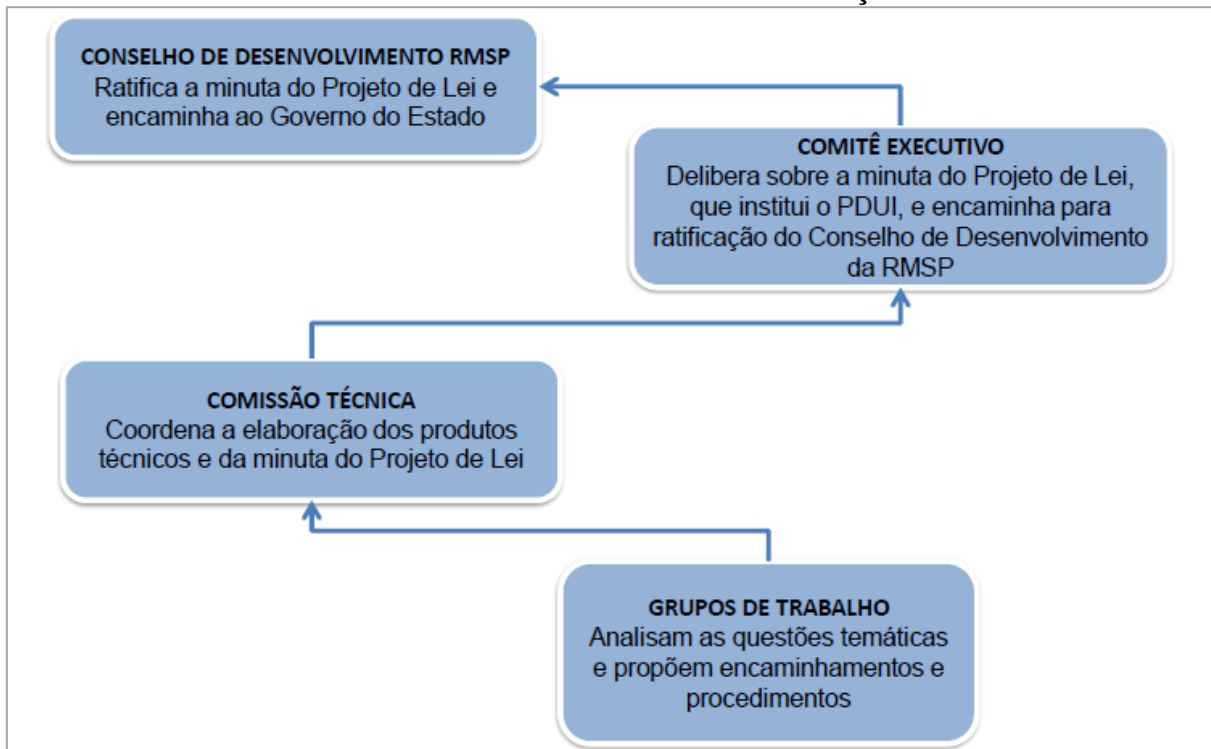 CONSELHO DE DESENVOLVIMENTO RMSP
Ratifica a minuta do Projeto de Lei e
encaminha ao Governo do Estado
COMITÊ EXECUTIVO
Delibera sobre a minuta do Projeto de Lei,
que institui o PDUI, e encaminha para
ratificação do Conselho de Desenvolvimento
da RMSP
COMISSÃO TÉCNICA
Coordena a elaboração dos produtos
técnicos e da minuta do Projeto de Lei
GRUPOS DE TRABALHO
Analisam as questões temáticas
e propõem encaminhamentos e
procedimentos